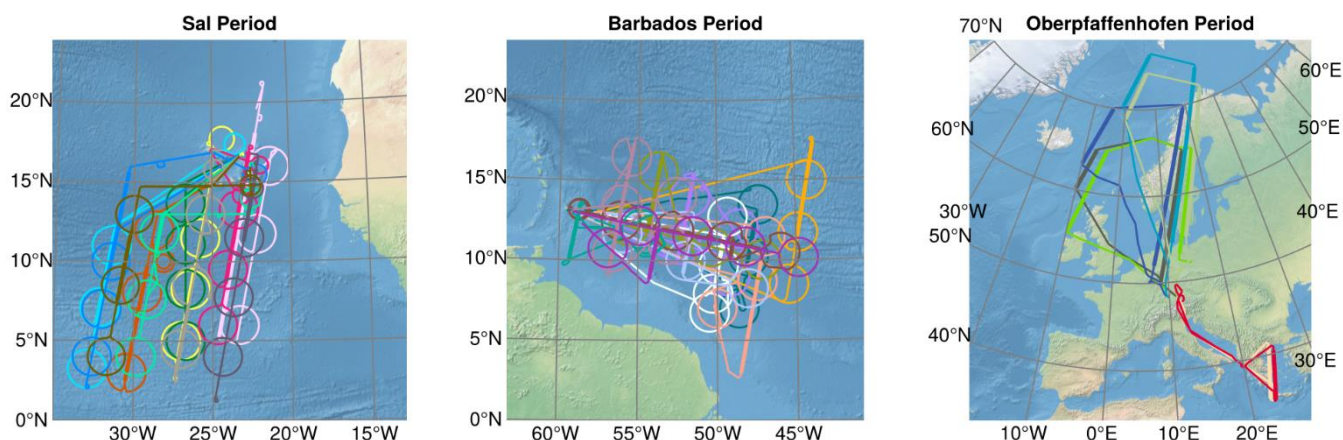 Sal Period
20°N
15°N
10°N
5°N
0°N
30°W
25°W
20°W
15°W
Barbados Period
20°N
15°N
10°N
5°N
0°N
60°W
55°W
50°W
45°W
Oberpfaffenhofen Period
70°N
60°E
60°N
50°E
30°W
40°E
50°N
40°N
30°E
10°W
0°E
10°E
20°E